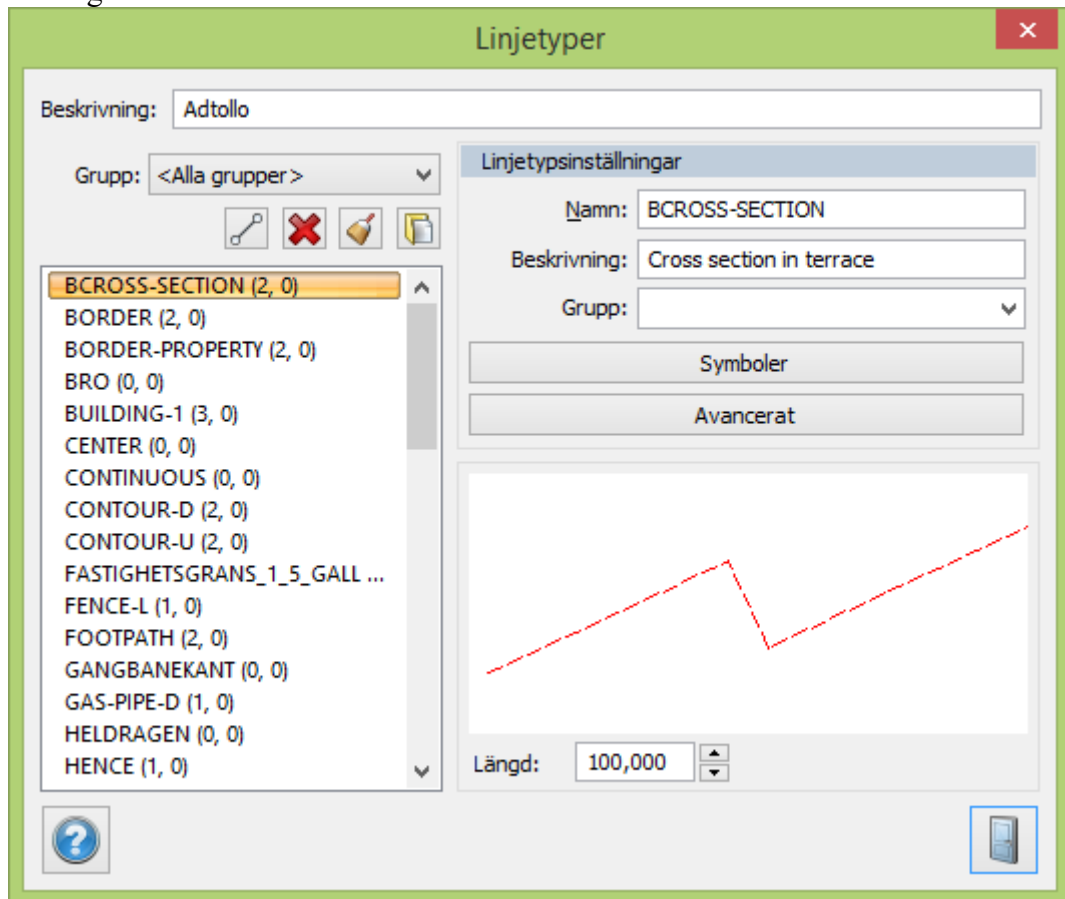 Linjetyper
Beskrivning: Adtollo
Grupp: <Alla grupper>
BCROSS-SECTION (2, 0)
BORDER (2, 0)
BORDER-PROPERTY (2, 0)
BRO (0, 0)
BUILDING-1 (3, 0)
CENTER (0, 0)
CONTINUOUS (0, 0)
CONTOUR-D (2, 0)
CONTOUR-U (2, 0)
FASTIGHETSGRANS_1_5_GALL ...
FENCE-L (1, 0)
FOOTPATH (2, 0)
GANGBANEKANT (0, 0)
GAS-PIPE-D (1, 0)
HELDRAGEN (0, 0)
HENCE (1, 0)
Linjetypsinställningar
Namn: BCROSS-SECTION
Beskrivning: Cross section in terrace
Grupp:
Symboler
Avancerat
Längd: 100,000